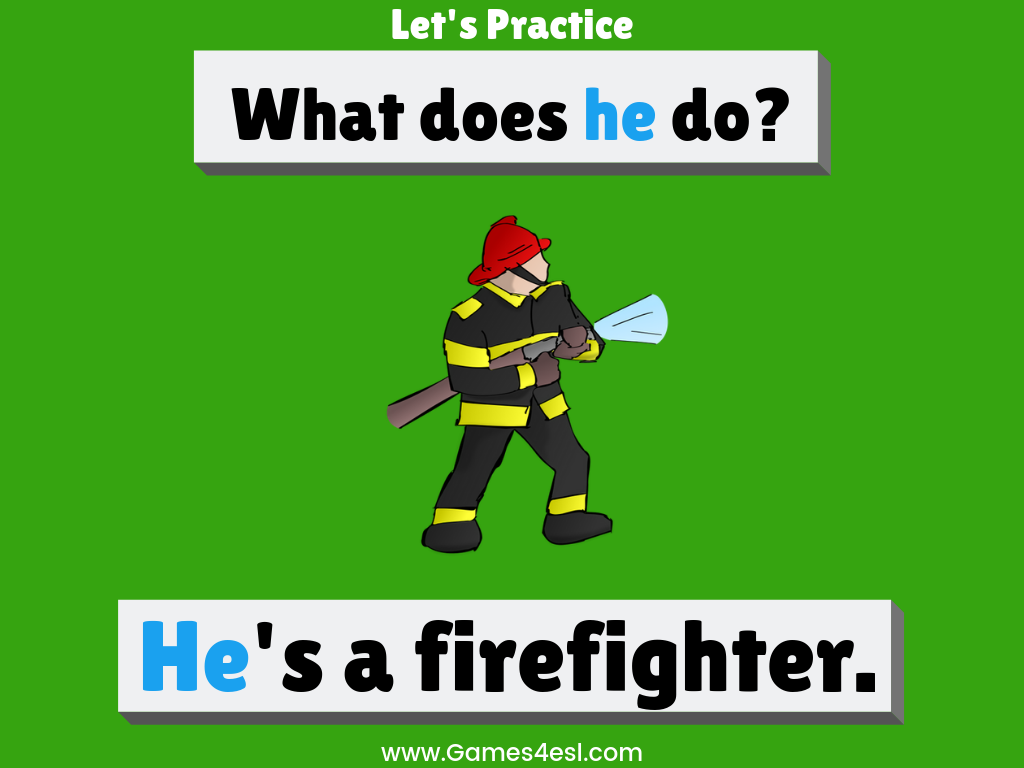 Let's Practice
What does he do?
He's a firefighter.
www.Games4esl.com